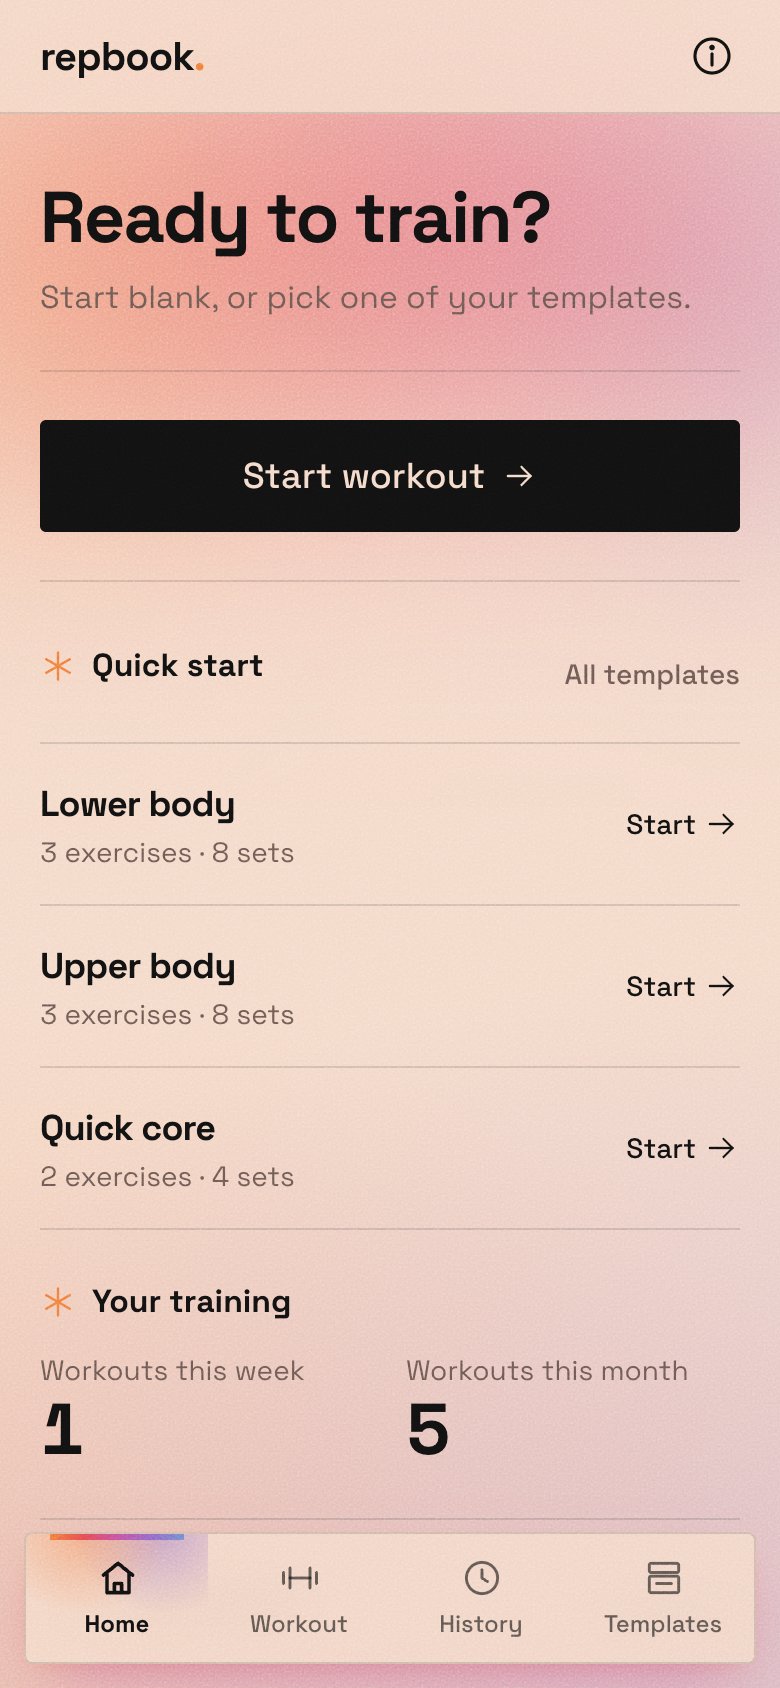 repbook.
Ready to train?
Start blank, or pick one of your templates.
Start workout →
Quick start
All templates
Lower body
3 exercises · 8 sets
Start →
Upper body
3 exercises · 8 sets
Start →
Quick core
2 exercises · 4 sets
Start →
Your training
Workouts this week
1
Workouts this month
5
Home
Workout
History
Templates